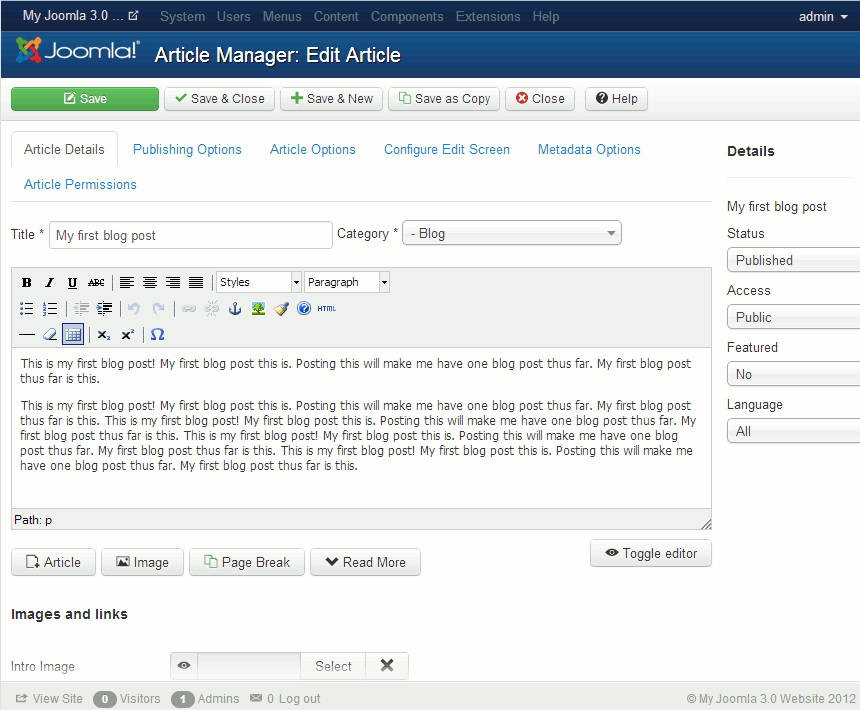 My Joomla 3.0 ... System Users Menus Content Components Extensions Help admin
Joomla!® Article Manager: Edit Article
Save Save & Close Save & New Save as Copy Close Help
Article Details Publishing Options Article Options Configure Edit Screen Metadata Options
Article Permissions
Details
My first blog post
Title * My first blog post Category * - Blog
Status
Published
Access
Public
Featured
No
Language
All
B I U ABC Styles Paragraph
HTML
x₂ x² Ω
This is my first blog post! My first blog post this is. Posting this will make me have one blog post thus far. My first blog post
thus far is this.
This is my first blog post! My first blog post this is. Posting this will make me have one blog post thus far. My first blog post
thus far is this. This is my first blog post! My first blog post this is. Posting this will make me have one blog post thus far. My
first blog post thus far is this. This is my first blog post! My first blog post this is. Posting this will make me have one blog
post thus far. My first blog post thus far is this. This is my first blog post! My first blog post this is. Posting this will make me
have one blog post thus far. My first blog post thus far is this.
Path: p
Article Image Page Break Read More Toggle editor
Images and links
Intro Image Select
View Site 0 Visitors 1 Admins 0 Log out © My Joomla 3.0 Website 2012